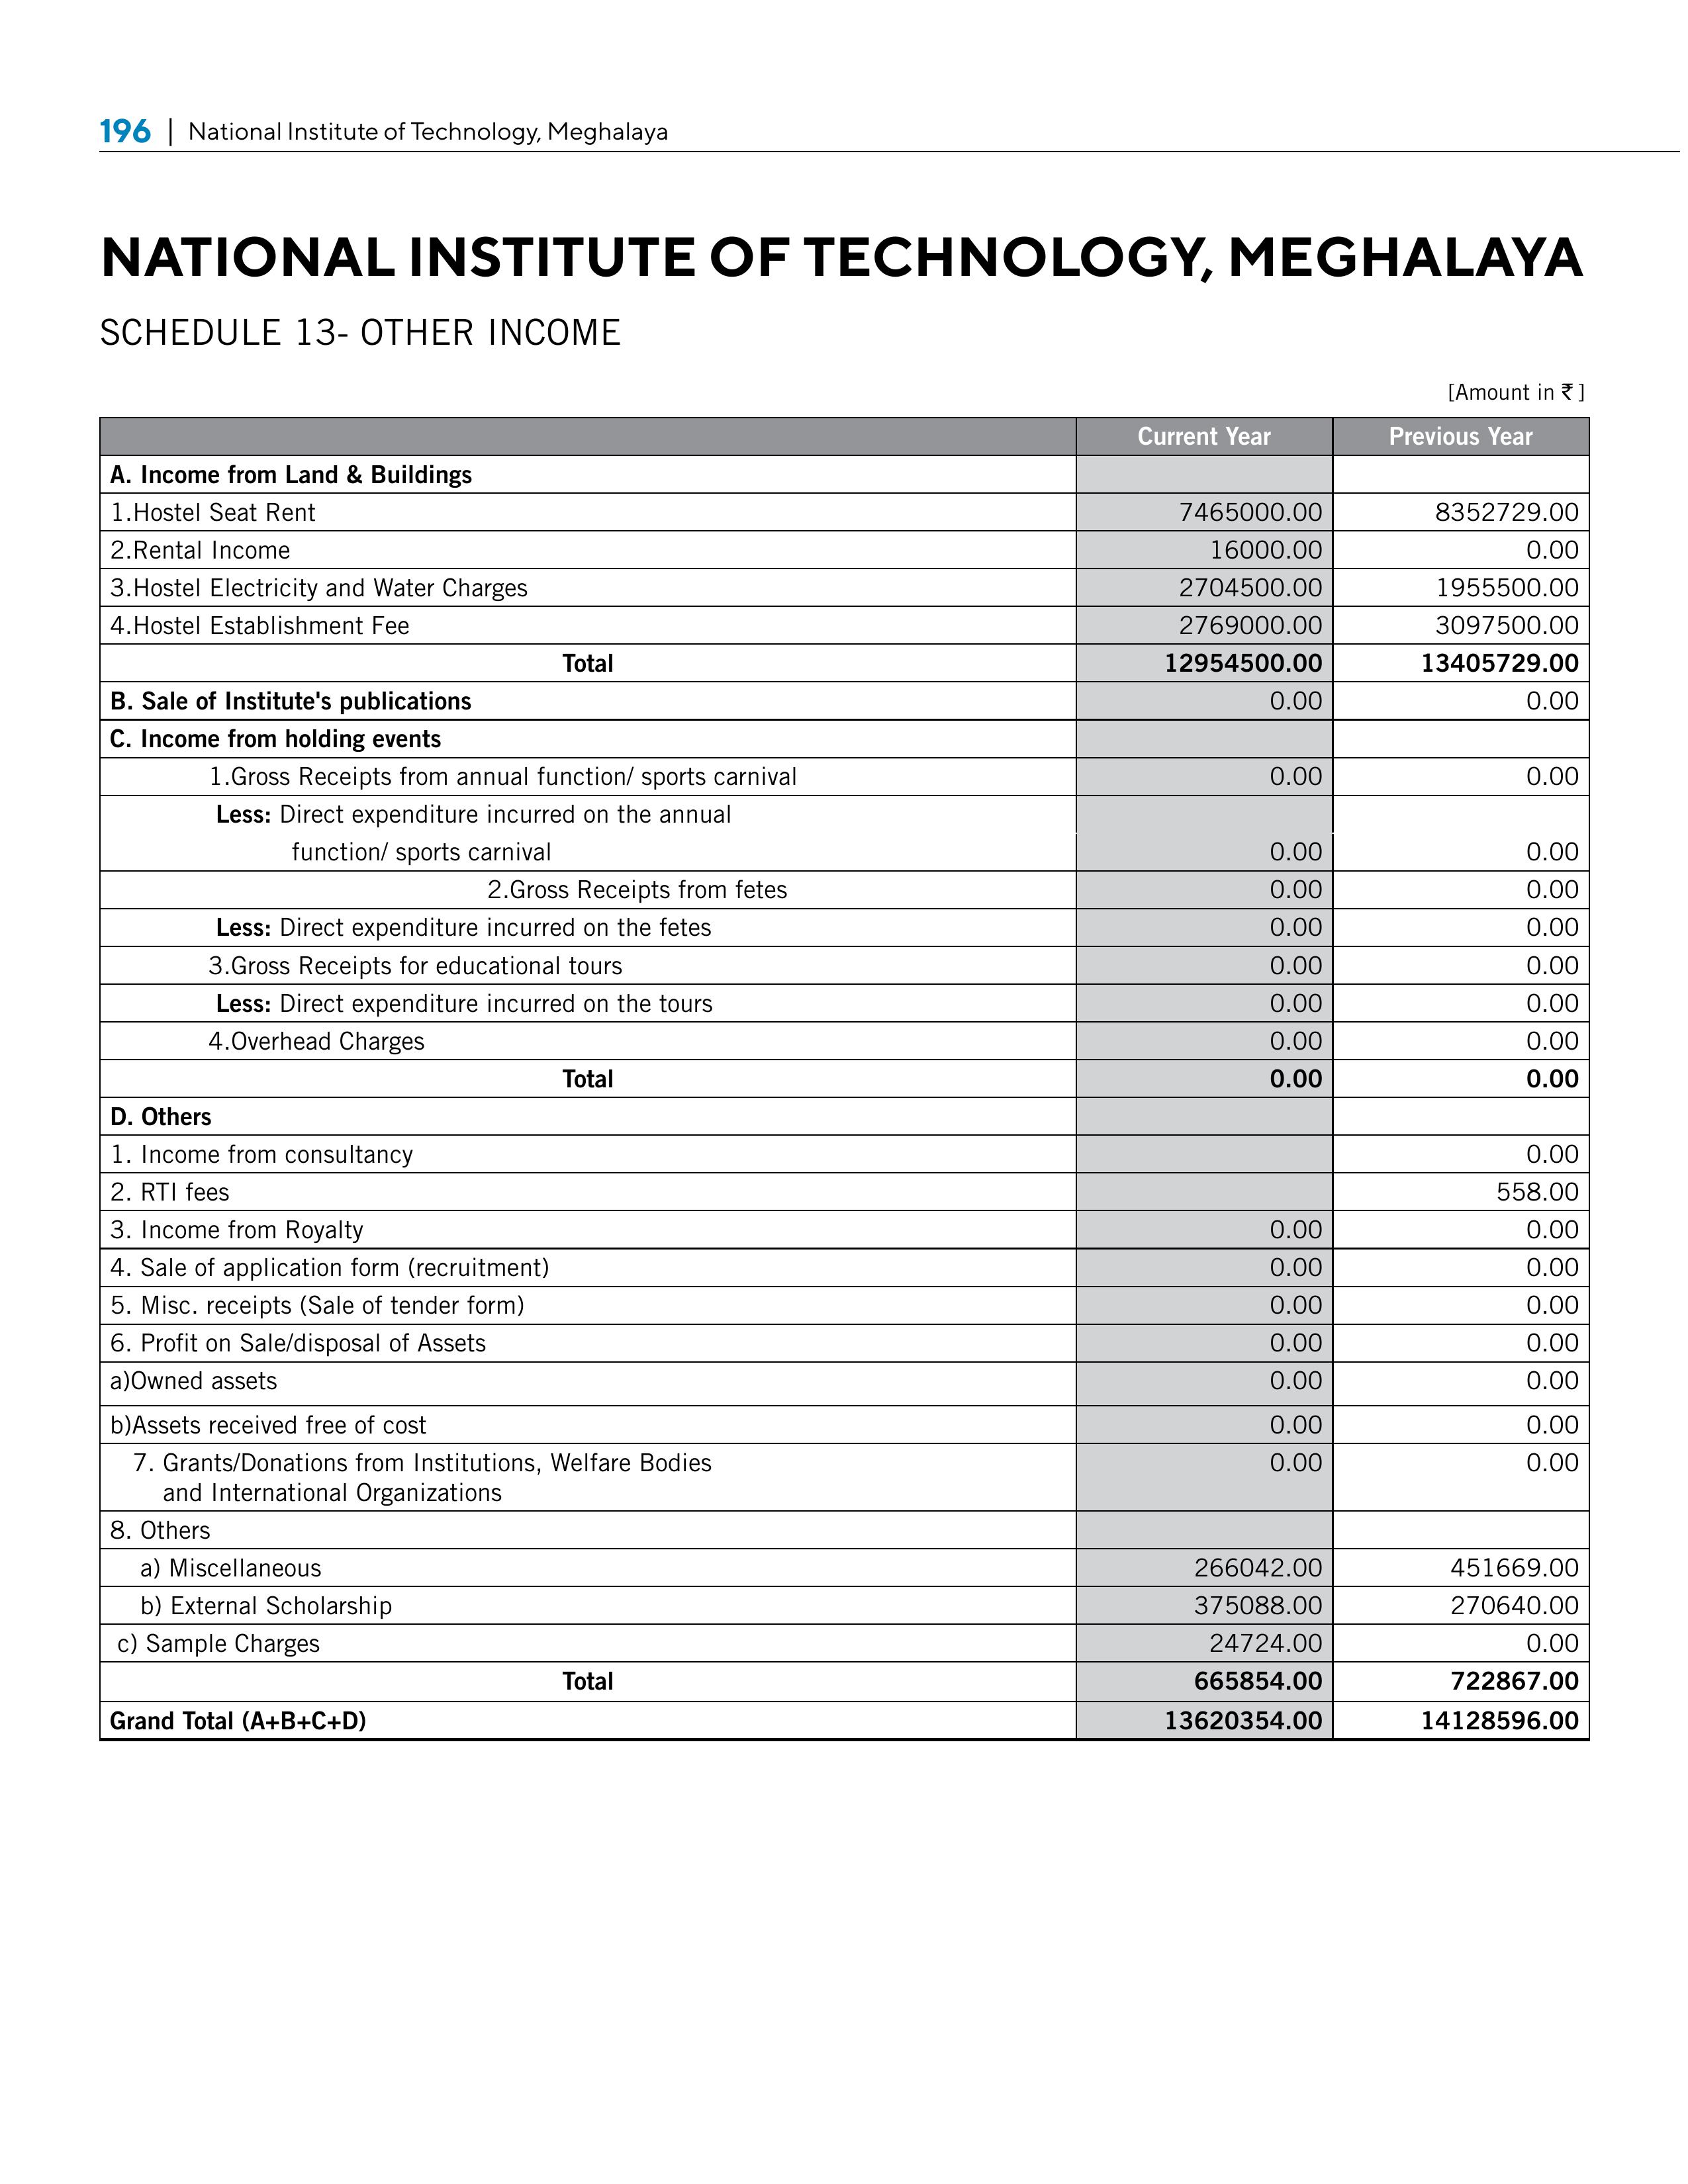 196 | National Institute of Technology, Meghalaya
NATIONAL INSTITUTE OF TECHNOLOGY, MEGHALAYA
SCHEDULE 13- OTHER INCOME
[Amount in ₹ ]
Current Year Previous Year
A. Income from Land & Buildings
1.Hostel Seat Rent 7465000.00 8352729.00
2.Rental Income 16000.00 0.00
3.Hostel Electricity and Water Charges 2704500.00 1955500.00
4.Hostel Establishment Fee 2769000.00 3097500.00
Total 12954500.00 13405729.00
B. Sale of Institute's publications 0.00 0.00
C. Income from holding events
1.Gross Receipts from annual function/ sports carnival 0.00 0.00
Less: Direct expenditure incurred on the annual
function/ sports carnival 0.00 0.00
2.Gross Receipts from fetes 0.00 0.00
Less: Direct expenditure incurred on the fetes 0.00 0.00
3.Gross Receipts for educational tours 0.00 0.00
Less: Direct expenditure incurred on the tours 0.00 0.00
4.Overhead Charges 0.00 0.00
Total 0.00 0.00
D. Others
1. Income from consultancy 0.00
2. RTI fees 558.00
3. Income from Royalty 0.00 0.00
4. Sale of application form (recruitment) 0.00 0.00
5. Misc. receipts (Sale of tender form) 0.00 0.00
6. Profit on Sale/disposal of Assets 0.00 0.00
a)Owned assets 0.00 0.00
b)Assets received free of cost 0.00 0.00
7. Grants/Donations from Institutions, Welfare Bodies 0.00 0.00
and International Organizations
8. Others
a) Miscellaneous 266042.00 451669.00
b) External Scholarship 375088.00 270640.00
c) Sample Charges 24724.00 0.00
Total 665854.00 722867.00
Grand Total (A+B+C+D) 13620354.00 14128596.00